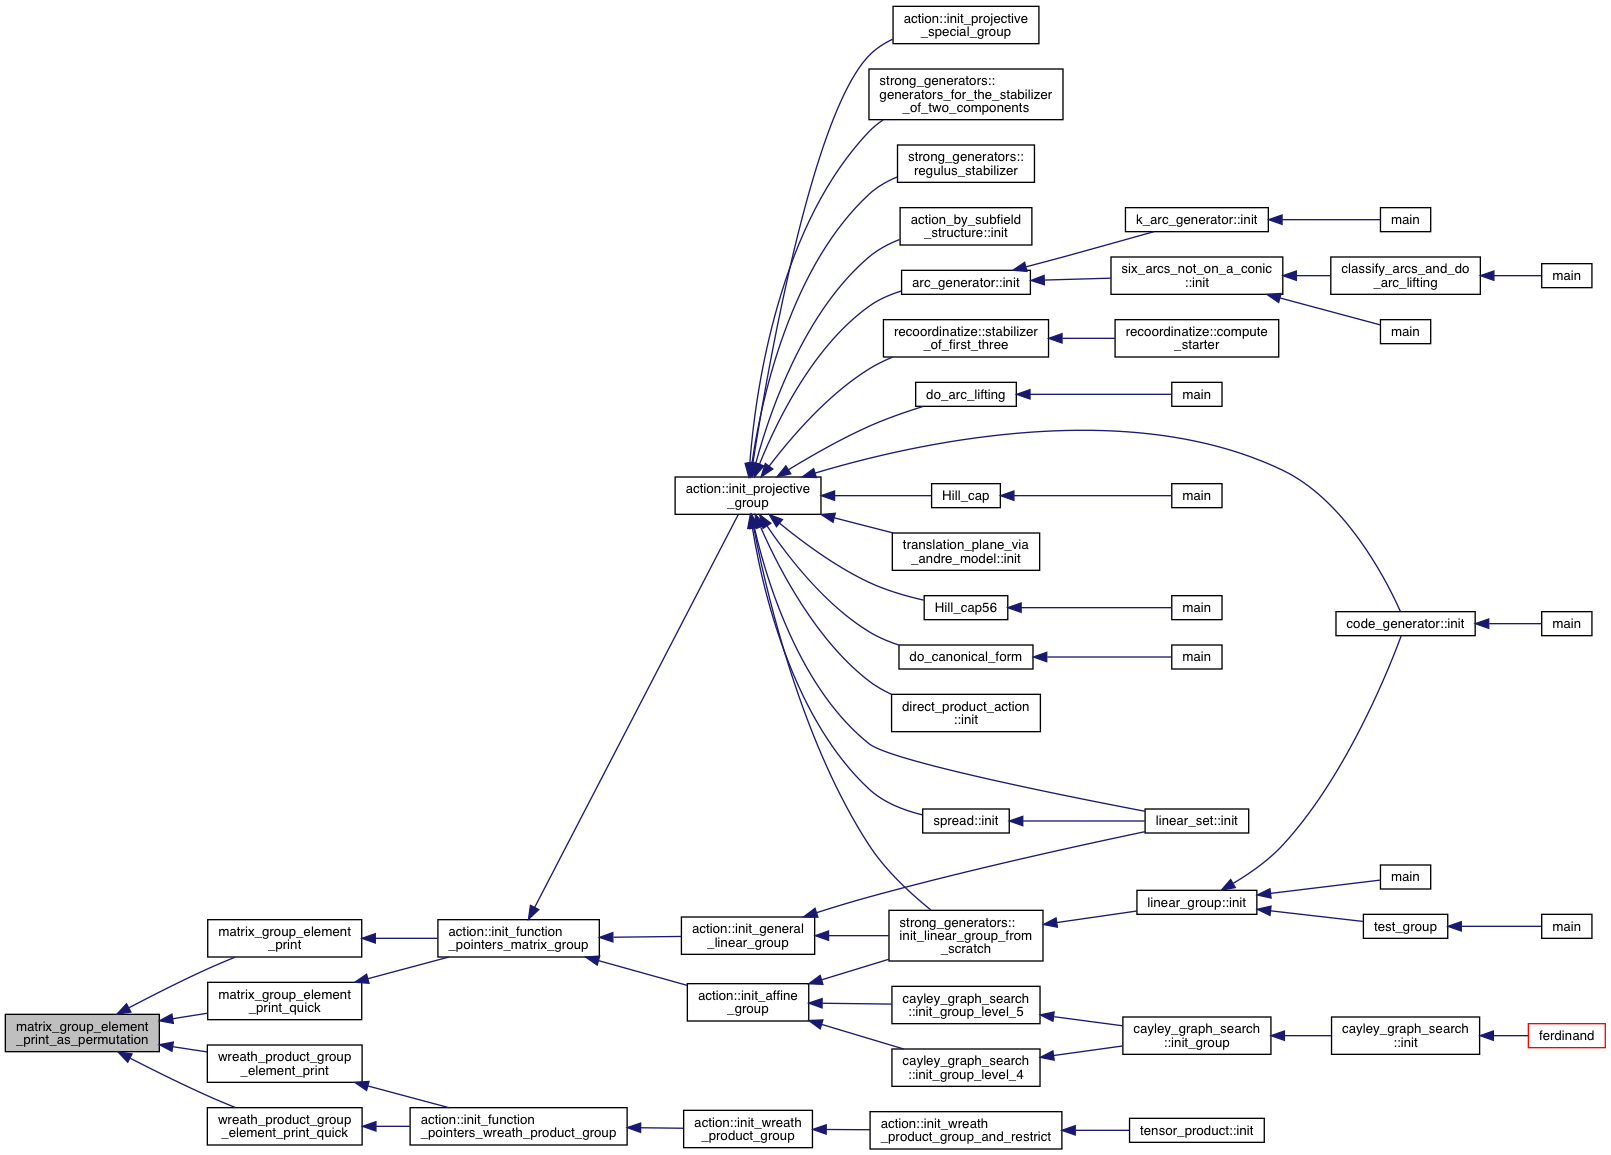 action::init_projective
_special_group
strong_generators::
generators_for_the_stabilizer
_of_two_components
strong_generators::
regulus_stabilizer
action_by_subfield
_structure::init
k_arc_generator::init
main
arc_generator::init
six_arcs_not_on_a_conic
::init
classify_arcs_and_do
_arc_lifting
main
main
recoordinatize::stabilizer
_of_first_three
recoordinatize::compute
_starter
do_arc_lifting
main
action::init_projective
_group
Hill_cap
main
translation_plane_via
_andre_model::init
Hill_cap56
main
code_generator::init
main
do_canonical_form
main
direct_product_action
::init
spread::init
linear_set::init
main
linear_group::init
test_group
main
matrix_group_element
_print
action::init_function
_pointers_matrix_group
action::init_general
_linear_group
strong_generators::
init_linear_group_from
_scratch
matrix_group_element
_print_quick
action::init_affine
_group
cayley_graph_search
::init_group_level_5
matrix_group_element
_print_as_permutation
cayley_graph_search
::init_group
cayley_graph_search
::init
ferdinand
wreath_product_group
_element_print
cayley_graph_search
::init_group_level_4
wreath_product_group
_element_print_quick
action::init_function
_pointers_wreath_product_group
action::init_wreath
_product_group
action::init_wreath
_product_group_and_restrict
tensor_product::init